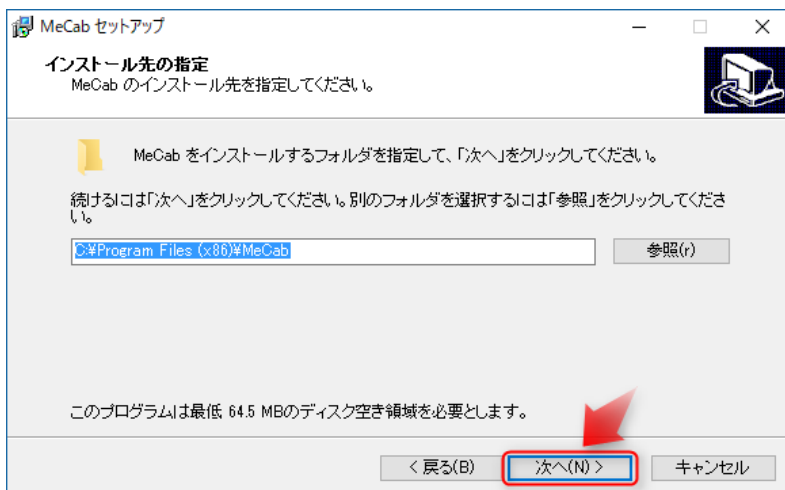 MeCab セットアップ
インストール先の指定
MeCab のインストール先を指定してください。
MeCab をインストールするフォルダを指定して、「次へ」をクリックしてください。
続けるには「次へ」をクリックしてください。別のフォルダを選択するには「参照」をクリックしてくださ
い。
C:¥Program Files (x86)¥MeCab
参照(r)
このプログラムは最低 64.5 MBのディスク空き領域を必要とします。
< 戻る(B)
次へ(N) >
キャンセル